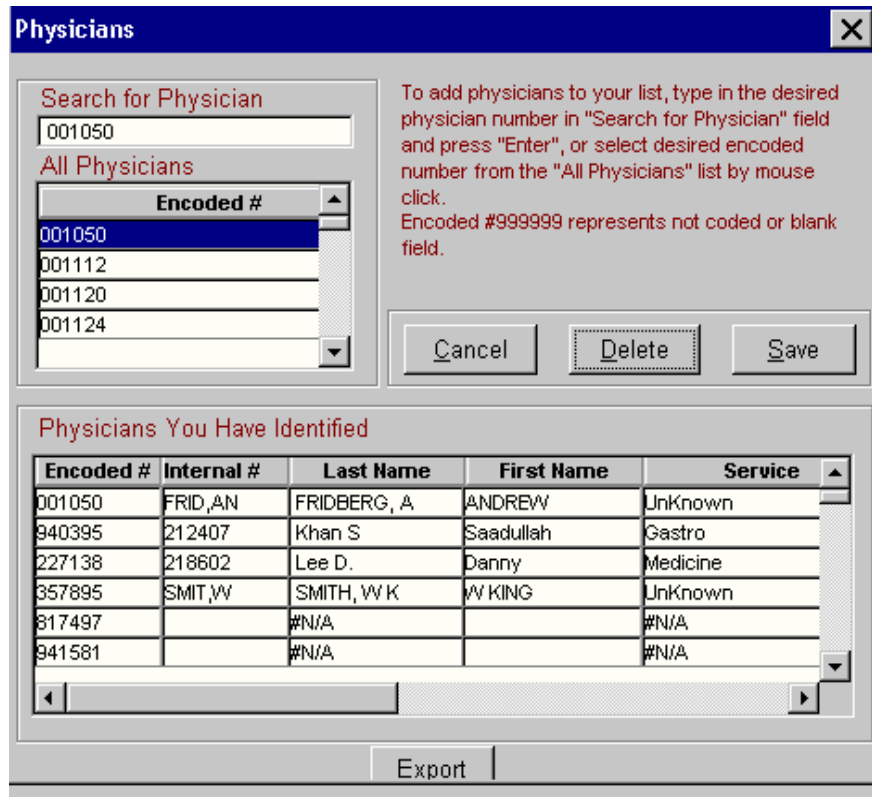 Physicians
Search for Physician
001050
All Physicians
Encoded #
001050
001112
001120
001124
To add physicians to your list, type in the desired
physician number in "Search for Physician" field
and press "Enter", or select desired encoded
number from the "All Physicians" list by mouse
click.
Encoded #999999 represents not coded or blank
field.
Cancel Delete Save
Physicians You Have Identified
Encoded # Internal # Last Name First Name Service
001050 FRID,AN FRIDBERG, A ANDREW UnKnown
940395 212407 Khan S Saadullah Gastro
227138 218602 Lee D. Danny Medicine
357895 SMIT,W SMITH, W K W KING UnKnown
817497 #N/A #N/A
941581 #N/A #N/A
Export